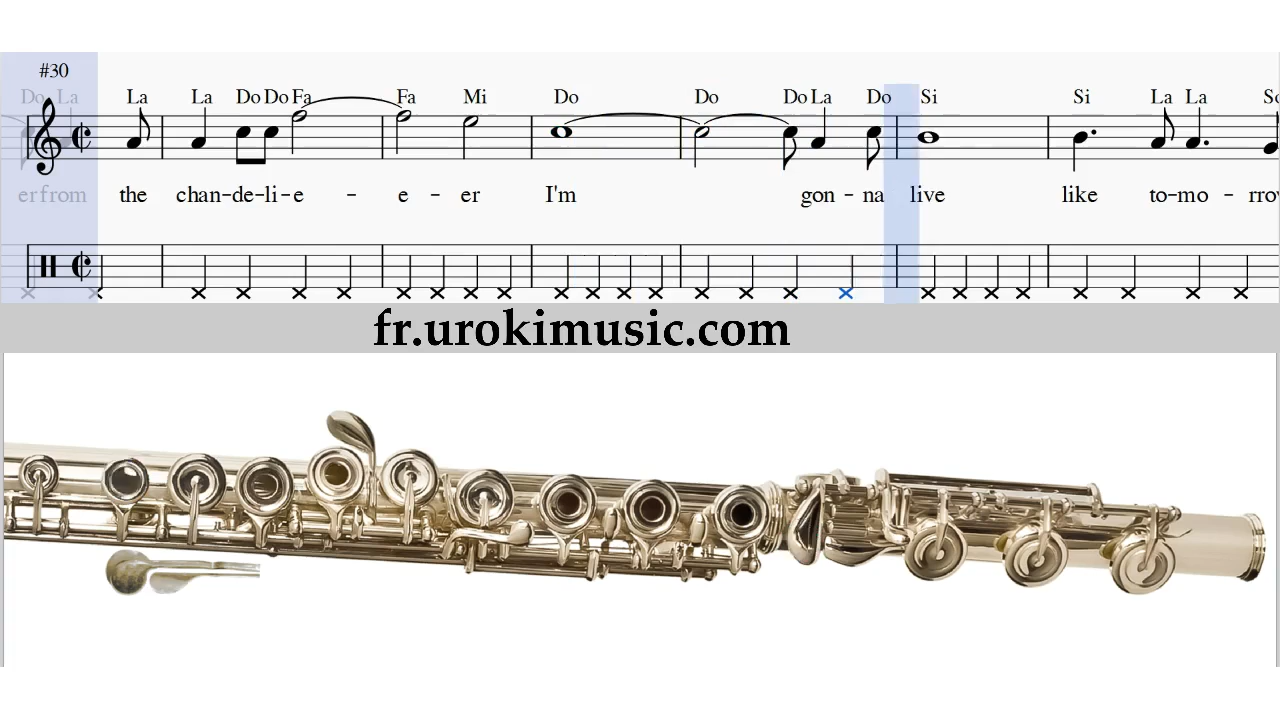 #30
Do La La La Do Do Fa Fa Mi Do Do Do La Do Si Si La La
er from the chan-de-li-e - e - er I'm gon - na live like to-mo - rro
fr.urokimusic.com